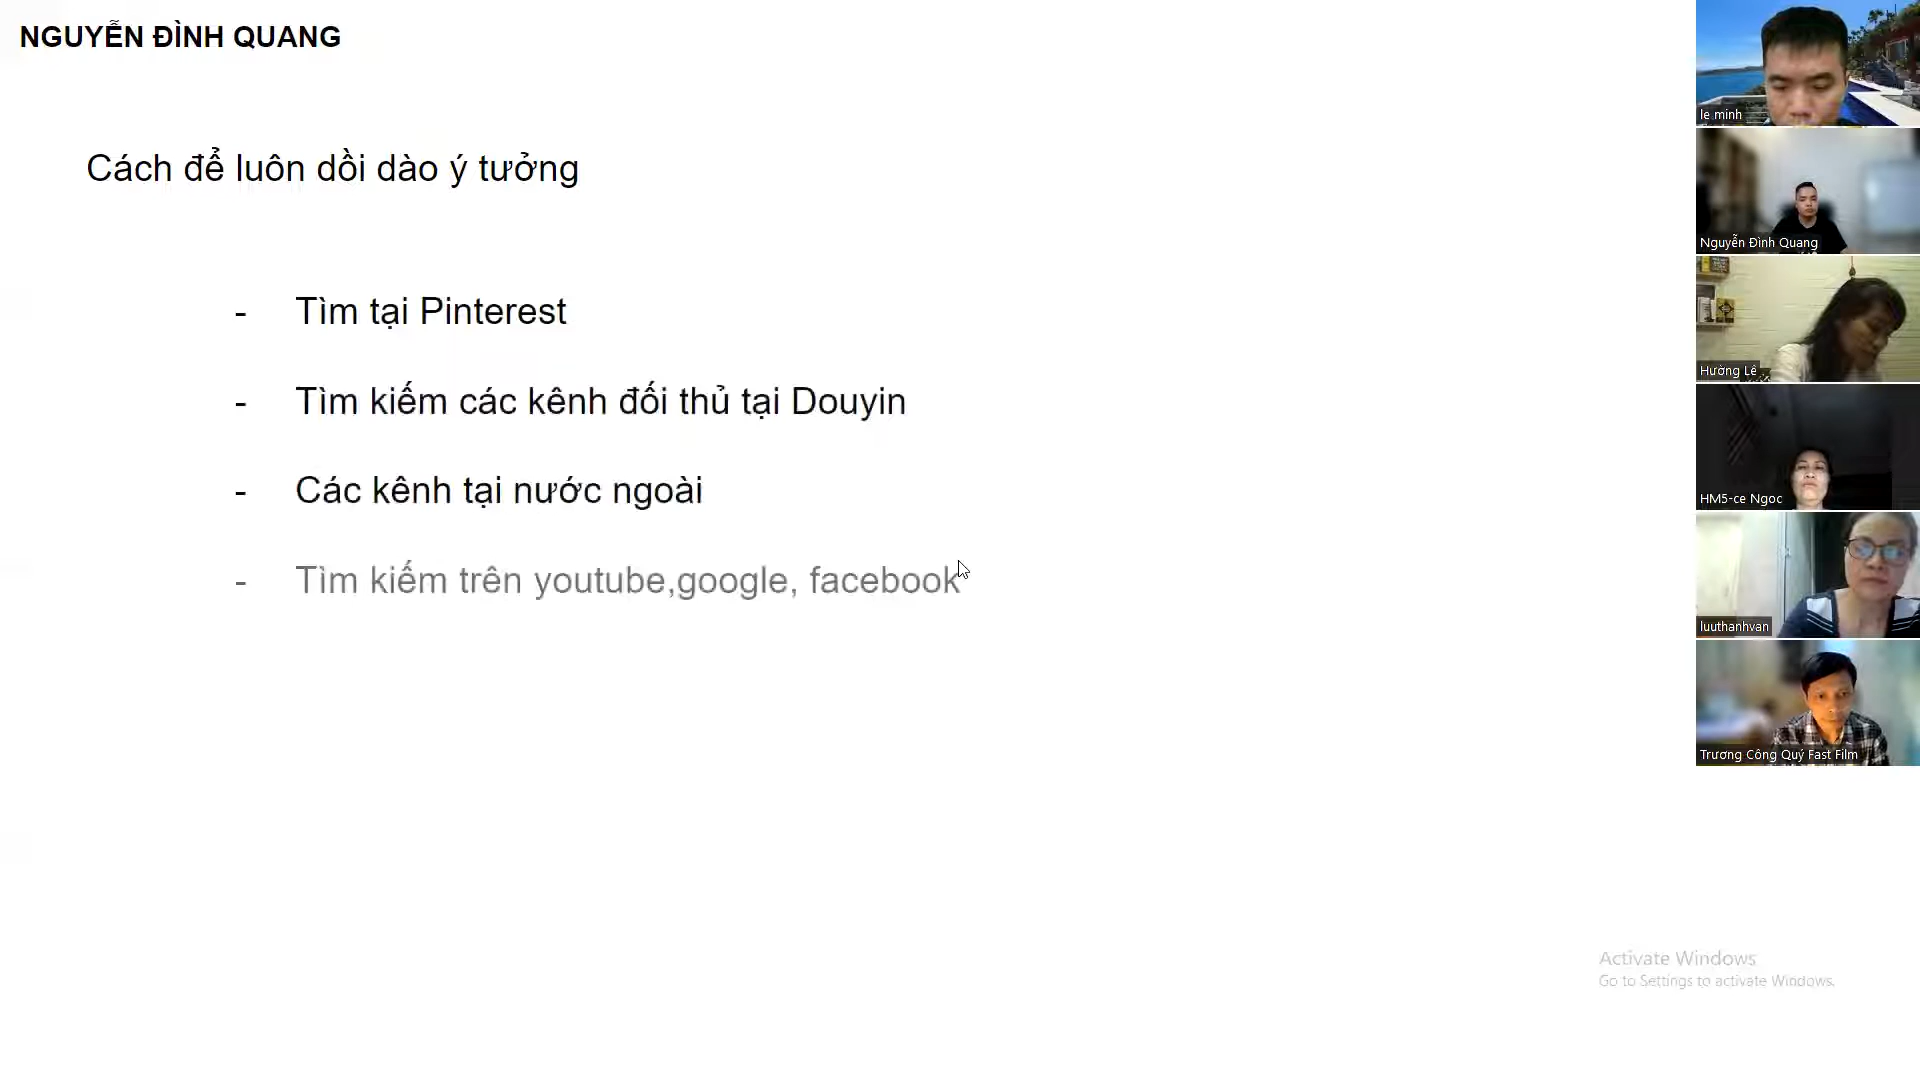 NGUYỄN ĐÌNH QUANG
Cách để luôn dồi dào ý tưởng
- Tìm tại Pinterest
- Tìm kiếm các kênh đối thủ tại Douyin
- Các kênh tại nước ngoài
- Tìm kiếm trên youtube,google, facebook
le minh
Nguyễn Đình Quang
Hường Lê
HM5-ce Ngoc
luuthanhvan
Trương Công Quý Fast Film
Activate Windows
Go to Settings to activate Windows.